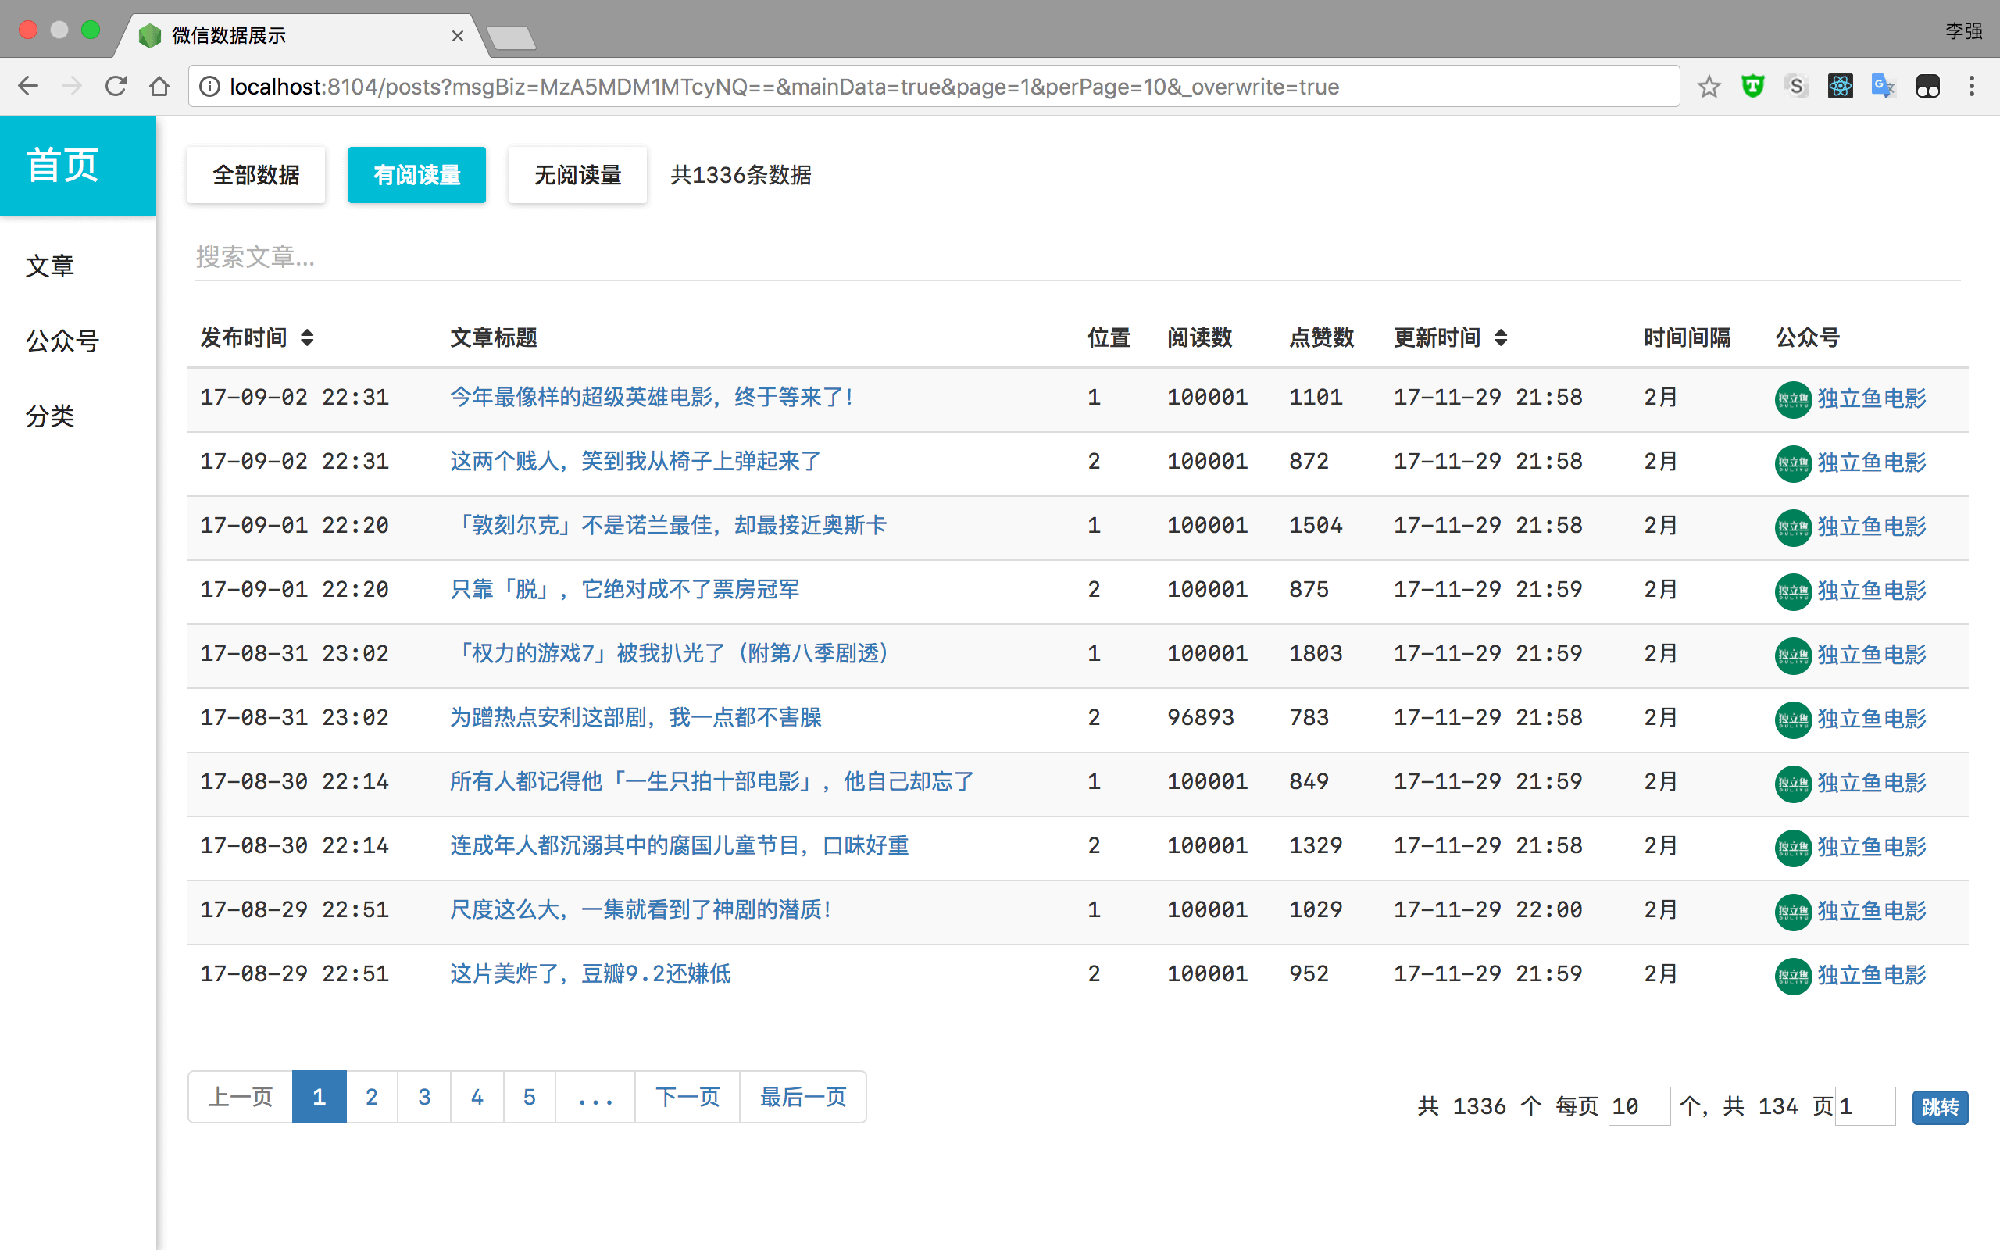 微信数据展示
李强
localhost:8104/posts?msgBiz=MzA5MDM1MTcyNQ==&mainData=true&page=1&perPage=10&_overwrite=true
首页
文章
公众号
分类
全部数据 有阅读量 无阅读量 共1336条数据
搜索文章...
发布时间 文章标题 位置 阅读数 点赞数 更新时间 时间间隔 公众号
17-09-02 22:31 今年最像样的超级英雄电影，终于等来了！ 1 100001 1101 17-11-29 21:58 2月 独立鱼电影
17-09-02 22:31 这两个贱人，笑到我从椅子上弹起来了 2 100001 872 17-11-29 21:58 2月 独立鱼电影
17-09-01 22:20 「敦刻尔克」不是诺兰最佳，却最接近奥斯卡 1 100001 1504 17-11-29 21:58 2月 独立鱼电影
17-09-01 22:20 只靠「脱」，它绝对成不了票房冠军 2 100001 875 17-11-29 21:59 2月 独立鱼电影
17-08-31 23:02 「权力的游戏7」被我扒光了（附第八季剧透） 1 100001 1803 17-11-29 21:59 2月 独立鱼电影
17-08-31 23:02 为蹭热点安利这部剧，我一点都不害臊 2 96893 783 17-11-29 21:58 2月 独立鱼电影
17-08-30 22:14 所有人都记得他「一生只拍十部电影」，他自己却忘了 1 100001 849 17-11-29 21:59 2月 独立鱼电影
17-08-30 22:14 连成年人都沉溺其中的腐国儿童节目，口味好重 2 100001 1329 17-11-29 21:58 2月 独立鱼电影
17-08-29 22:51 尺度这么大，一集就看到了神剧的潜质！ 1 100001 1029 17-11-29 22:00 2月 独立鱼电影
17-08-29 22:51 这片美炸了，豆瓣9.2还嫌低 2 100001 952 17-11-29 21:59 2月 独立鱼电影
上一页 1 2 3 4 5 ... 下一页 最后一页
共 1336 个 每页 10 个，共 134 页 1 跳转